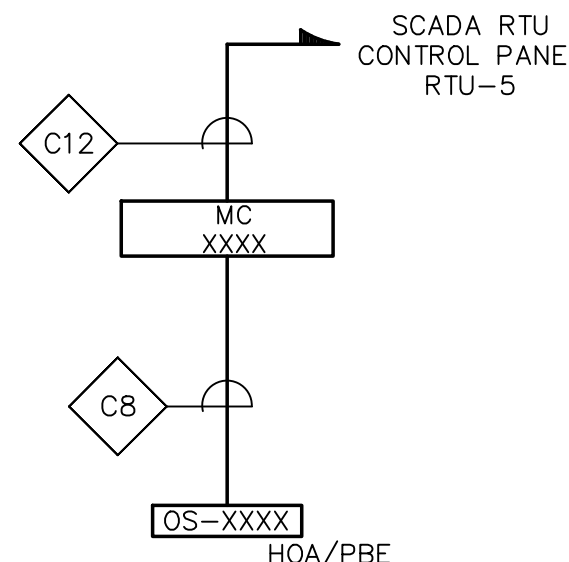 SCADA RTU
CONTROL PANE
RTU-5
C12
MC
XXXX
C8
OS-XXXX
HOA/PBE